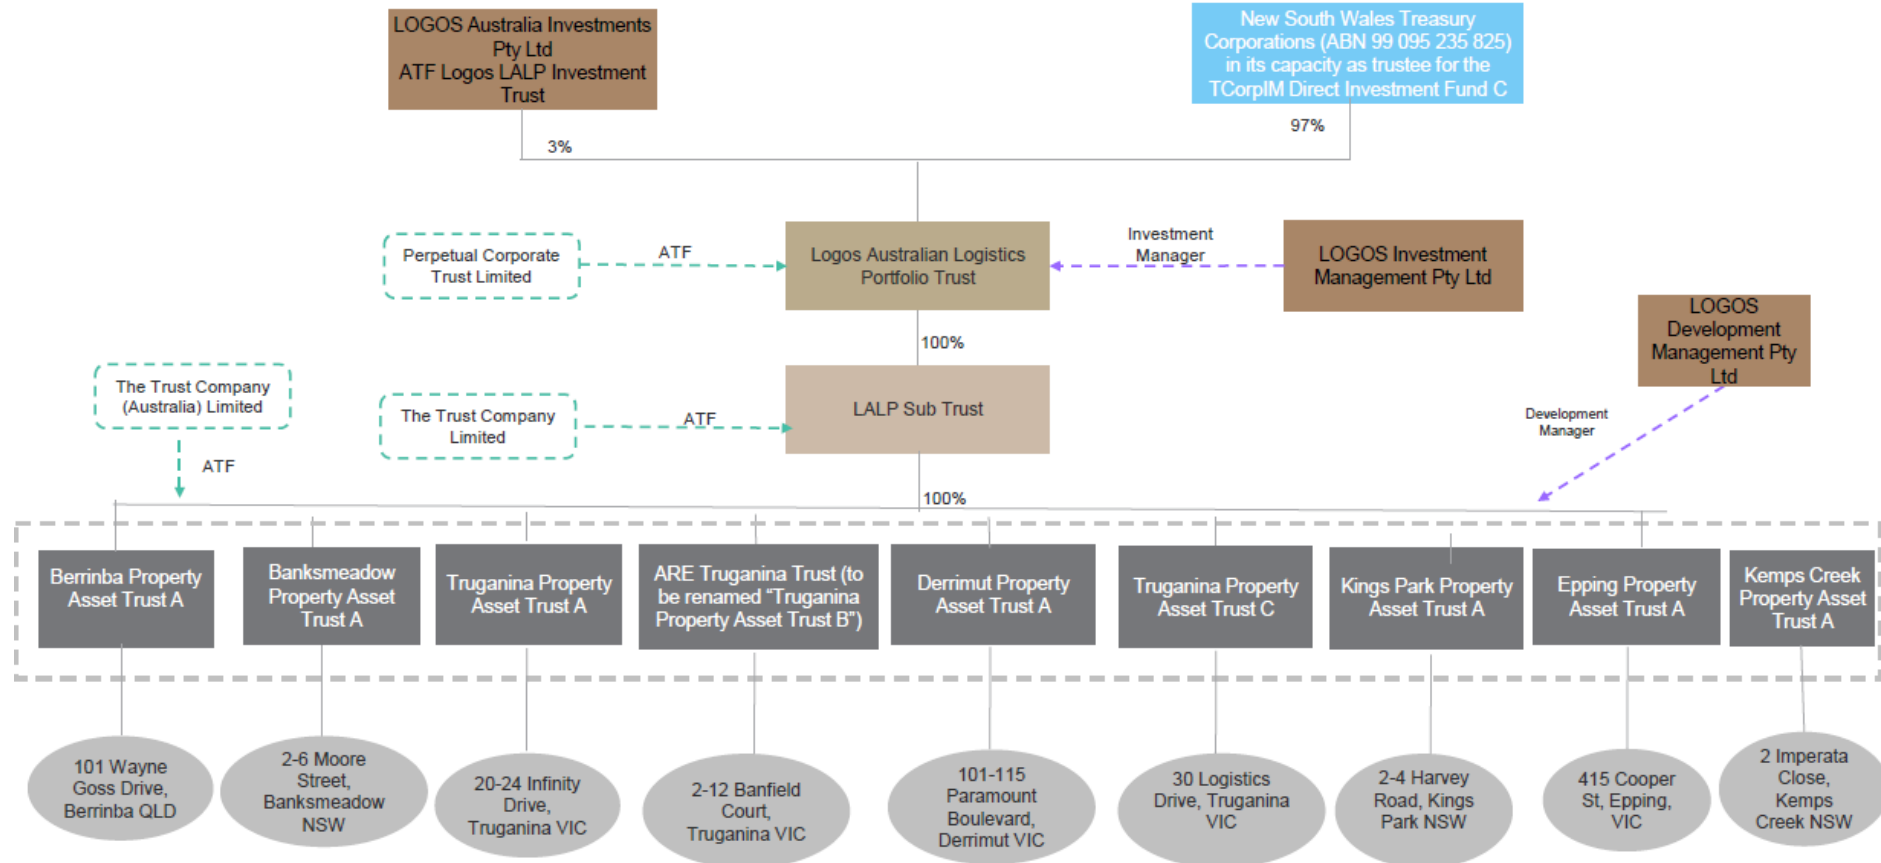 LOGOS Australia Investments
Pty Ltd
ATF Logos LALP Investment
Trust
New South Wales Treasury
Corporations (ABN 99 095 235 825)
in its capacity as trustee for the
TCorpIM Direct Investment Fund C
3%
97%
Perpetual Corporate
Trust Limited
ATF
Logos Australian Logistics
Portfolio Trust
Investment
Manager
LOGOS Investment
Management Pty Ltd
LOGOS
Development
Management Pty
Ltd
100%
The Trust Company
(Australia) Limited
ATF
The Trust Company
Limited
ATF
LALP Sub Trust
Development
Manager
100%
Berrinba Property
Asset Trust A
Banksmeadow
Property Asset
Trust A
Truganina Property
Asset Trust A
ARE Truganina Trust (to
be renamed “Truganina
Property Asset Trust B”)
Derrimut Property
Asset Trust A
Truganina Property
Asset Trust C
Kings Park Property
Asset Trust A
Epping Property
Asset Trust A
Kemps Creek
Property Asset
Trust A
101 Wayne
Goss Drive,
Berrinba QLD
2-6 Moore
Street,
Banksmeadow
NSW
20-24 Infinity
Drive,
Truganina VIC
2-12 Banfield
Court,
Truganina VIC
101-115
Paramount
Boulevard,
Derrimut VIC
30 Logistics
Drive, Truganina
VIC
2-4 Harvey
Road, Kings
Park NSW
415 Cooper
St, Epping,
VIC
2 Imperata
Close,
Kemps
Creek NSW